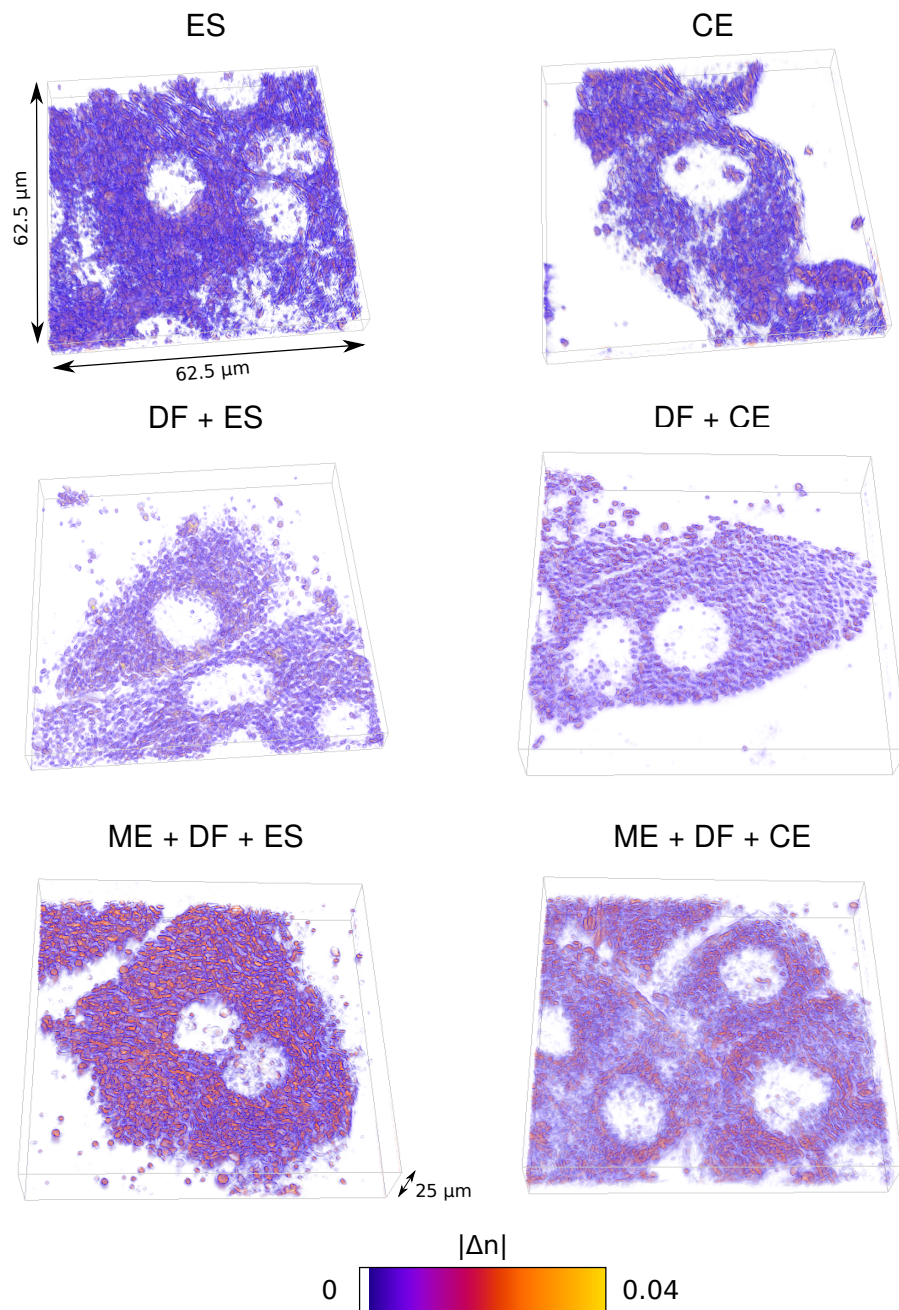 ES
CE
62.5 µm
62.5 µm
DF + ES
DF + CE
ME + DF + ES
ME + DF + CE
25 µm
|Δn|
0
0.04